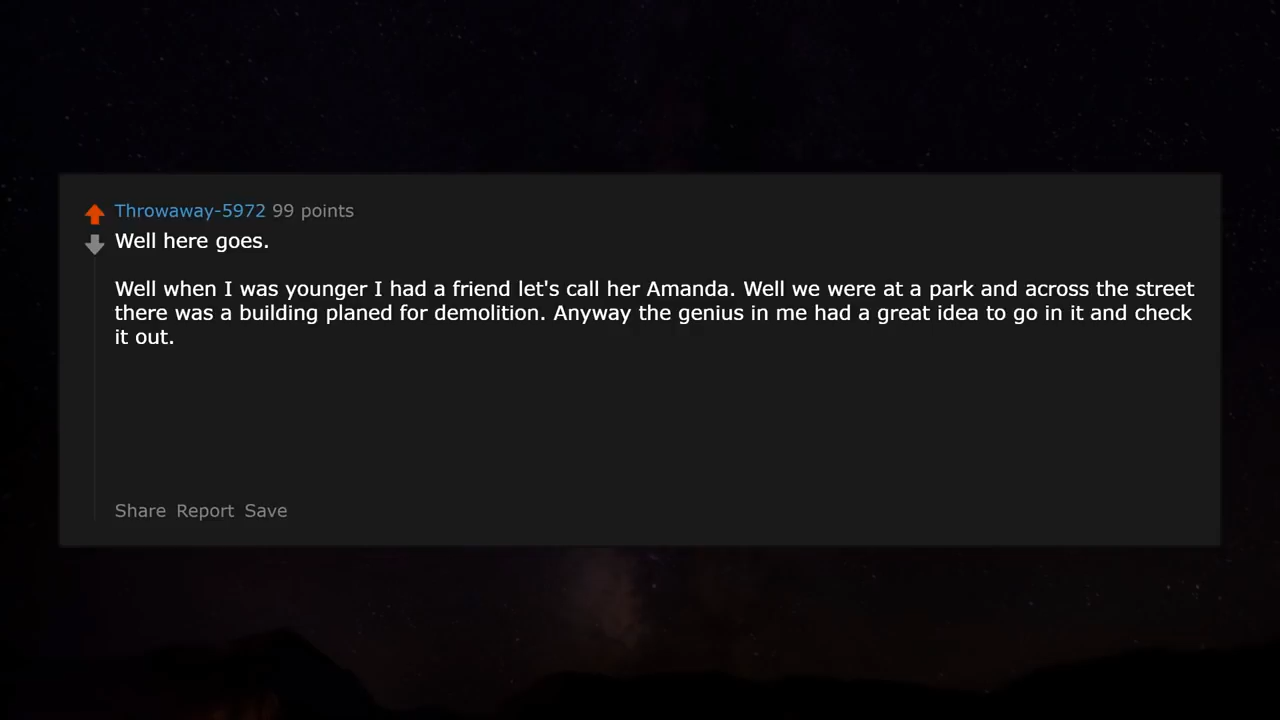 Throwaway-5972 99 points
Well here goes.
Well when I was younger I had a friend let's call her Amanda. Well we were at a park and across the street
there was a building planed for demolition. Anyway the genius in me had a great idea to go in it and check
it out.
Share Report Save